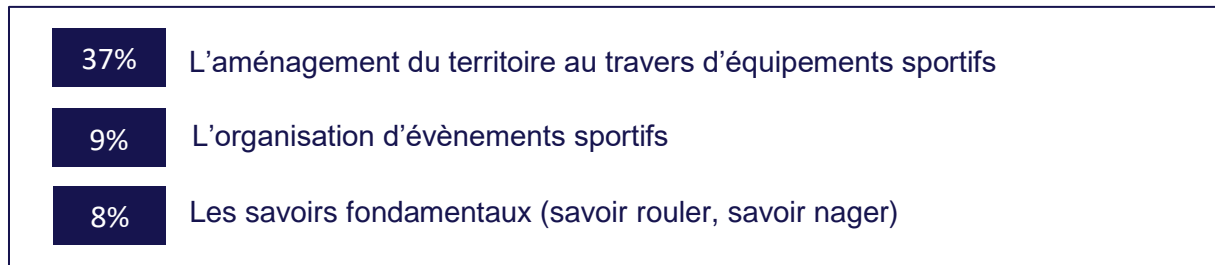 37% L’aménagement du territoire au travers d’équipements sportifs
9% L’organisation d’évènements sportifs
8% Les savoirs fondamentaux (savoir rouler, savoir nager)